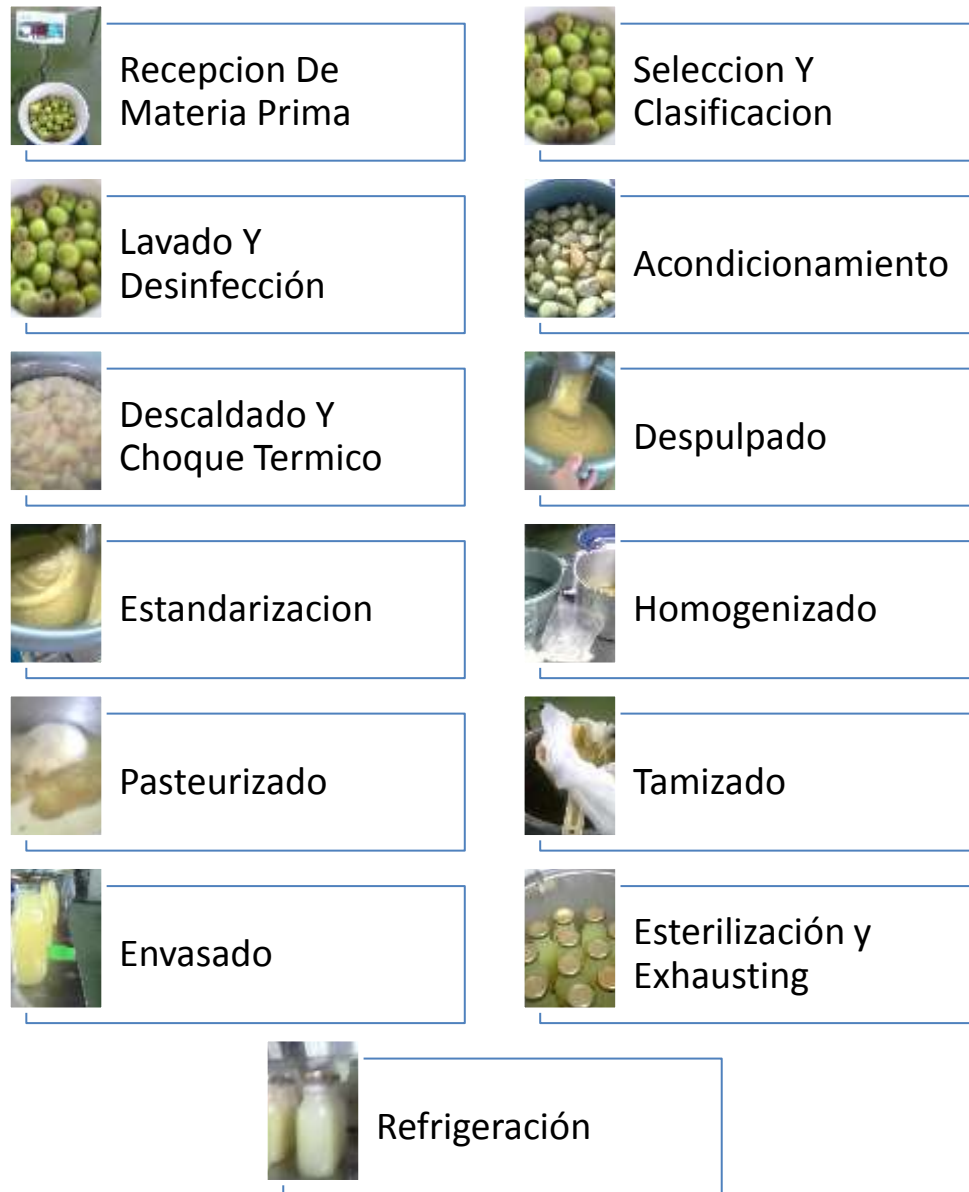 Recepcion De
Materia Prima
Seleccion Y
Clasificacion
Lavado Y
Desinfección
Acondicionamiento
Descaldado Y
Choque Termico
Despulpado
Estandarizacion
Homogenizado
Pasteurizado
Tamizado
Envasado
Esterilización y
Exhausting
Refrigeración